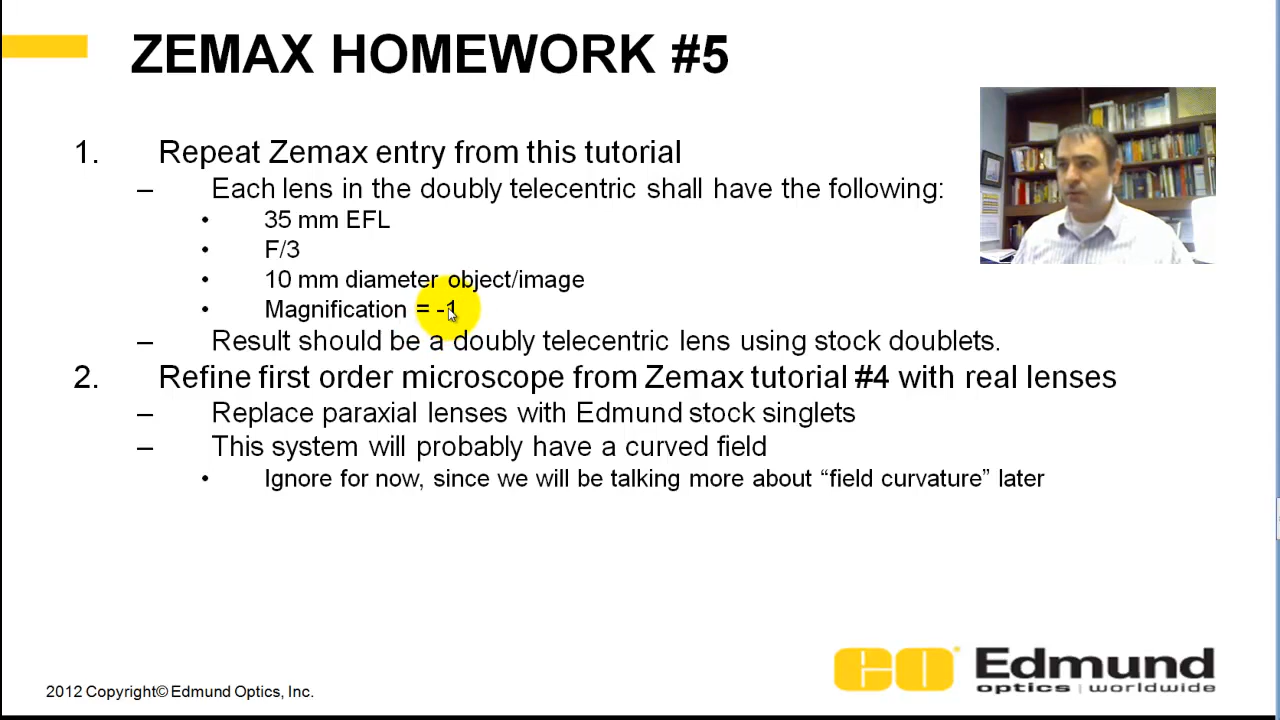 ZEMAX HOMEWORK #5
1. Repeat Zemax entry from this tutorial
– Each lens in the doubly telecentric shall have the following:
• 35 mm EFL
• F/3
• 10 mm diameter object/image
• Magnification = -1
– Result should be a doubly telecentric lens using stock doublets.
2. Refine first order microscope from Zemax tutorial #4 with real lenses
– Replace paraxial lenses with Edmund stock singlets
– This system will probably have a curved field
• Ignore for now, since we will be talking more about “field curvature” later
2012 Copyright© Edmund Optics, Inc.
EO Edmund
optics | worldwide